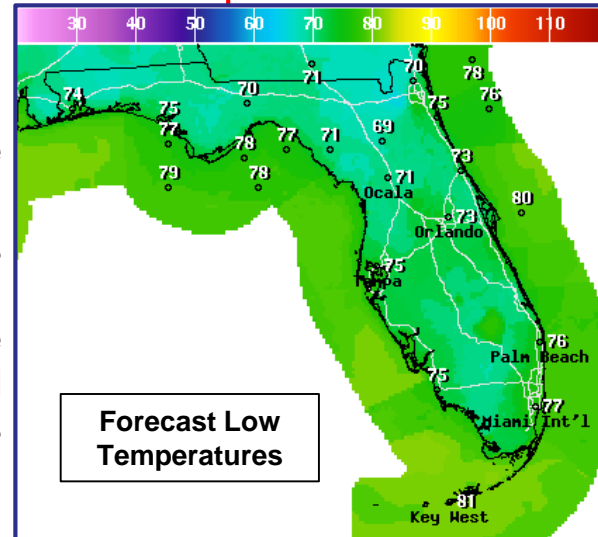 30 40 50 60 70 80 90 100 110
71 70 78
74 70 75 76
75
77 69
78 77 71
73
79 78 71
Ocala
80
73
Orlando
75
Tampa
76
Palm Beach
75
77
Miami Int'l
Forecast Low
Temperatures
81
Key West